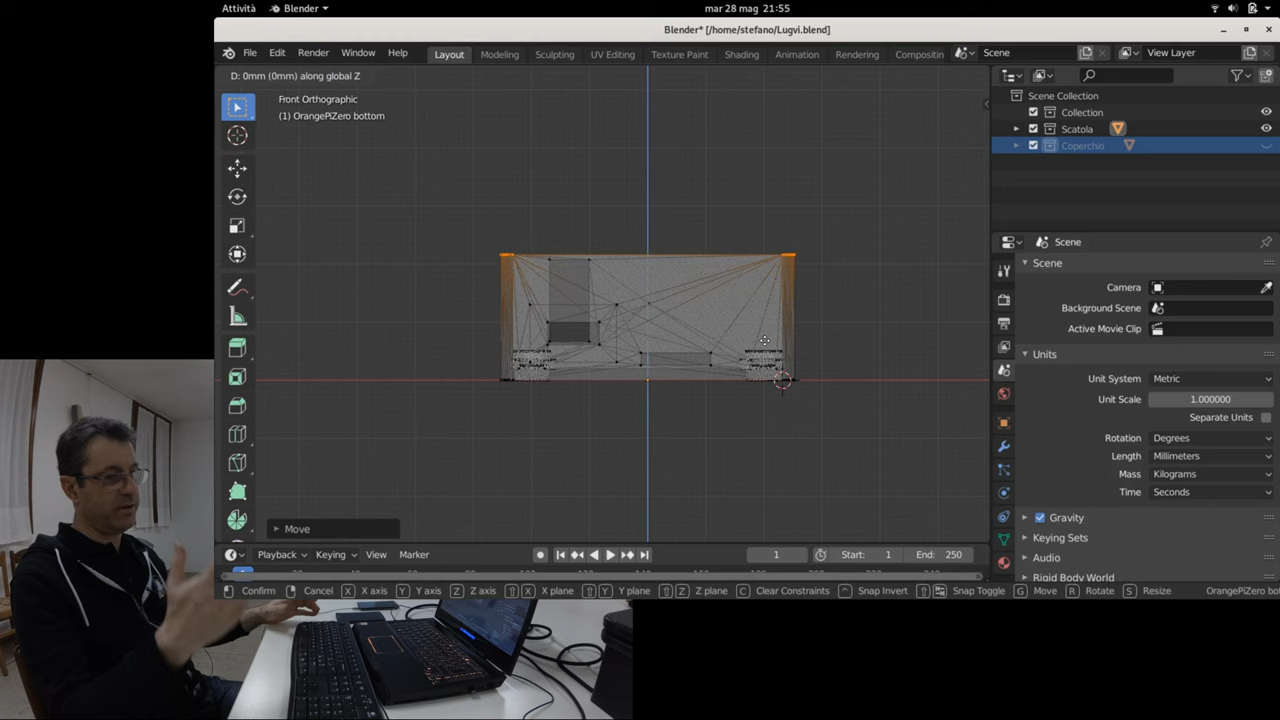 Attività
Blender
mar 28 mag 21:55
Blender* [/home/stefano/Lugvi.blend]
File Edit Render Window Help
Layout Modeling Sculpting UV Editing Texture Paint Shading Animation Rendering Compositin
Scene
View Layer
D: 0mm (0mm) along global Z
Front Orthographic
(1) OrangePiZero bottom
Scene Collection
Collection
Scatola
Coperchio
Scene
Scene
Camera
Background Scene
Active Movie Clip
Units
Unit System Metric
Unit Scale 1.000000
Separate Units
Rotation Degrees
Length Millimeters
Mass Kilograms
Time Seconds
Gravity
Keying Sets
Audio
Rigid Body World
Move
Playback Keying View Marker
1 Start: 1 End: 250
Confirm Cancel X X axis Y Y axis Z Z axis X X plane Y Y plane Z Z plane C Clear Constraints Snap Invert Snap Toggle G Move R Rotate S Resize OrangePiZero bot